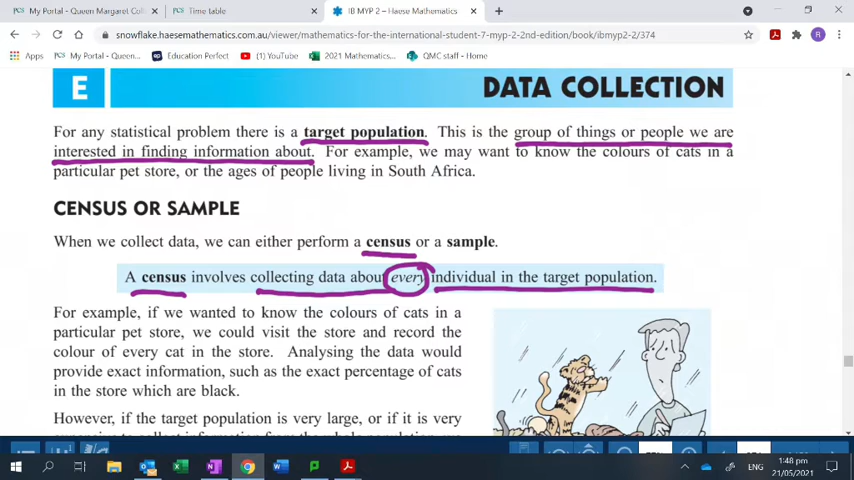 My Portal - Queen Margaret Coll
Time table
IB MYP 2 - Haese Mathematics
snowflake.haesemathematics.com.au/viewer/mathematics-for-the-international-student-7-myp-2-2nd-edition/book/ibmyp2-2/374
Apps
My Portal - Queen...
Education Perfect
(1) YouTube
2021 Mathematics...
QMC staff - Home
E
DATA COLLECTION
For any statistical problem there is a target population. This is the group of things or people we are
interested in finding information about. For example, we may want to know the colours of cats in a
particular pet store, or the ages of people living in South Africa.
CENSUS OR SAMPLE
When we collect data, we can either perform a census or a sample.
A census involves collecting data about every individual in the target population.
For example, if we wanted to know the colours of cats in a
particular pet store, we could visit the store and record the
colour of every cat in the store. Analysing the data would
provide exact information, such as the exact percentage of cats
in the store which are black.
However, if the target population is very large, or if it is very
ENG
1:48 pm
21/05/2021